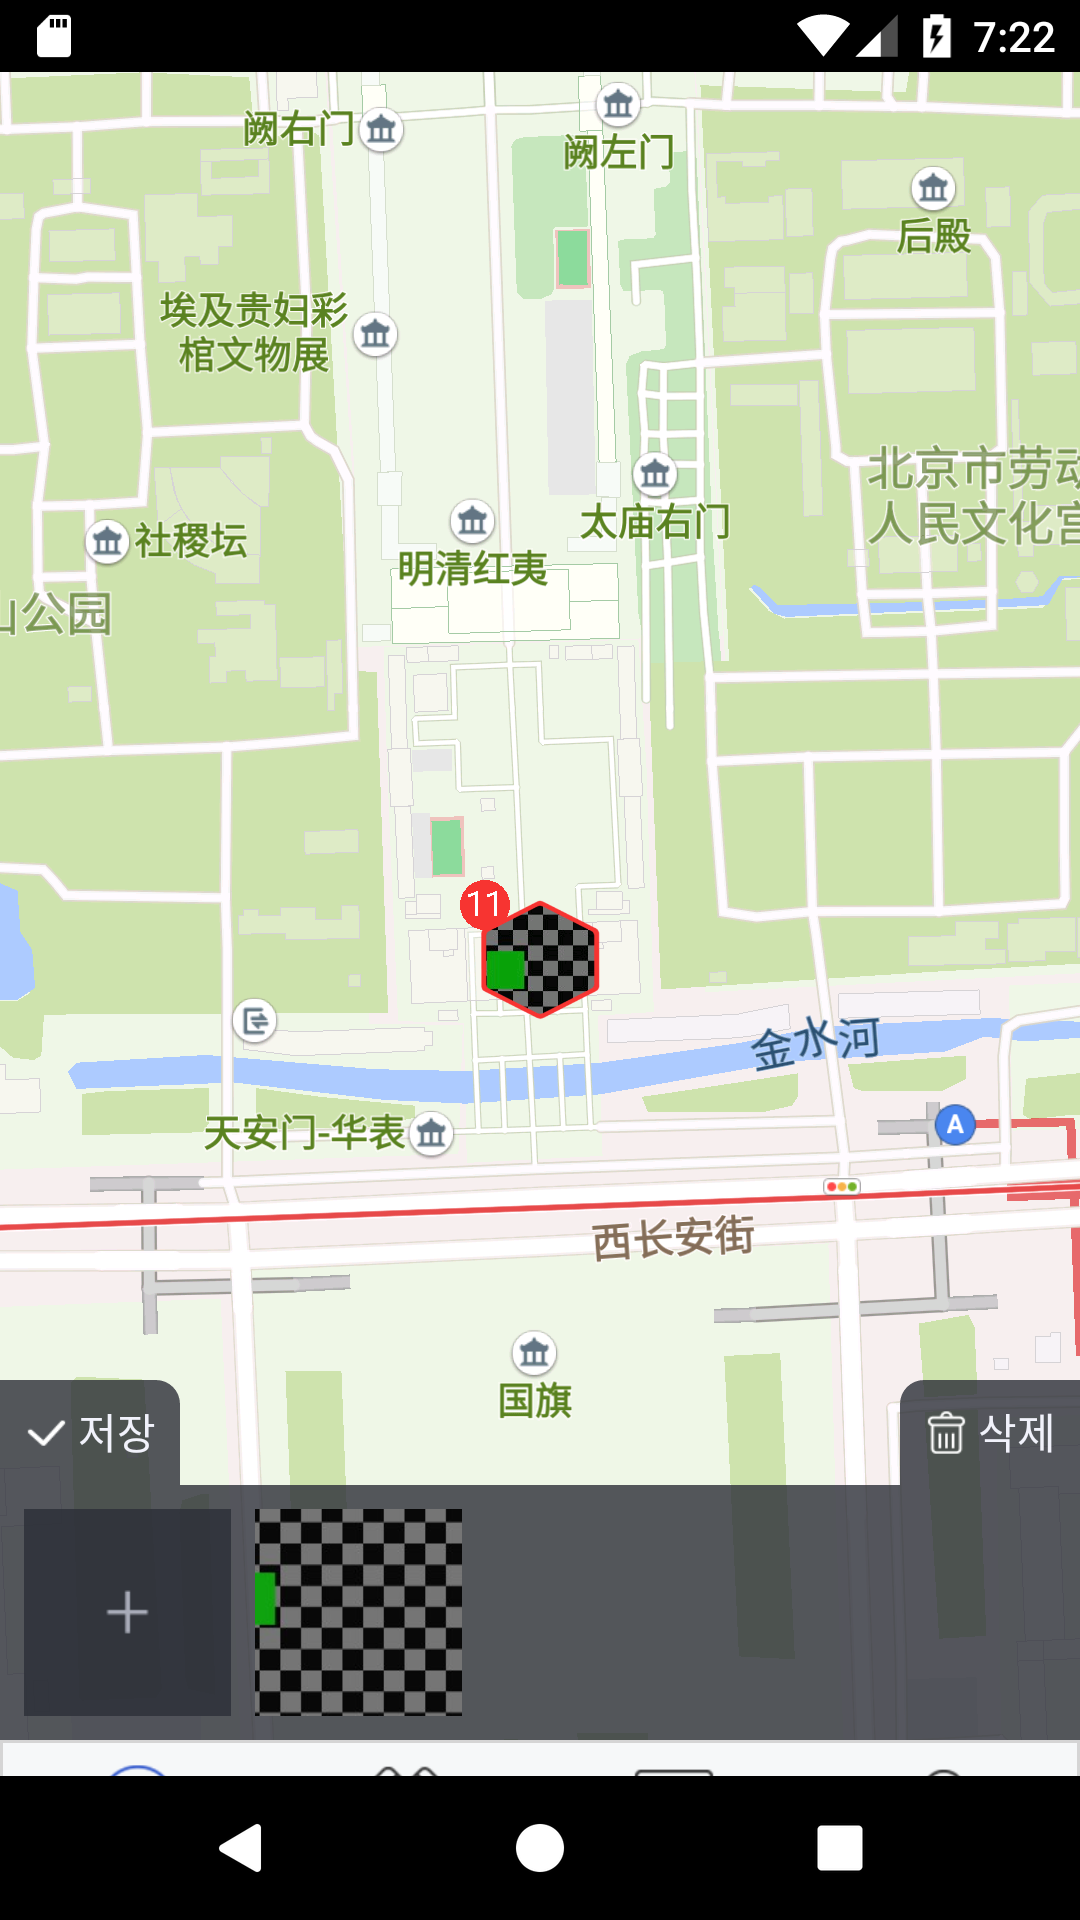 7:22
阙右门
阙左门
后殿
埃及贵妇彩
棺文物展
北京市劳动
人民文化宫
太庙右门
社稷坛
明清红夷
山公园
11
金水河
天安门-华表
A
西长安街
国旗
저장
삭제